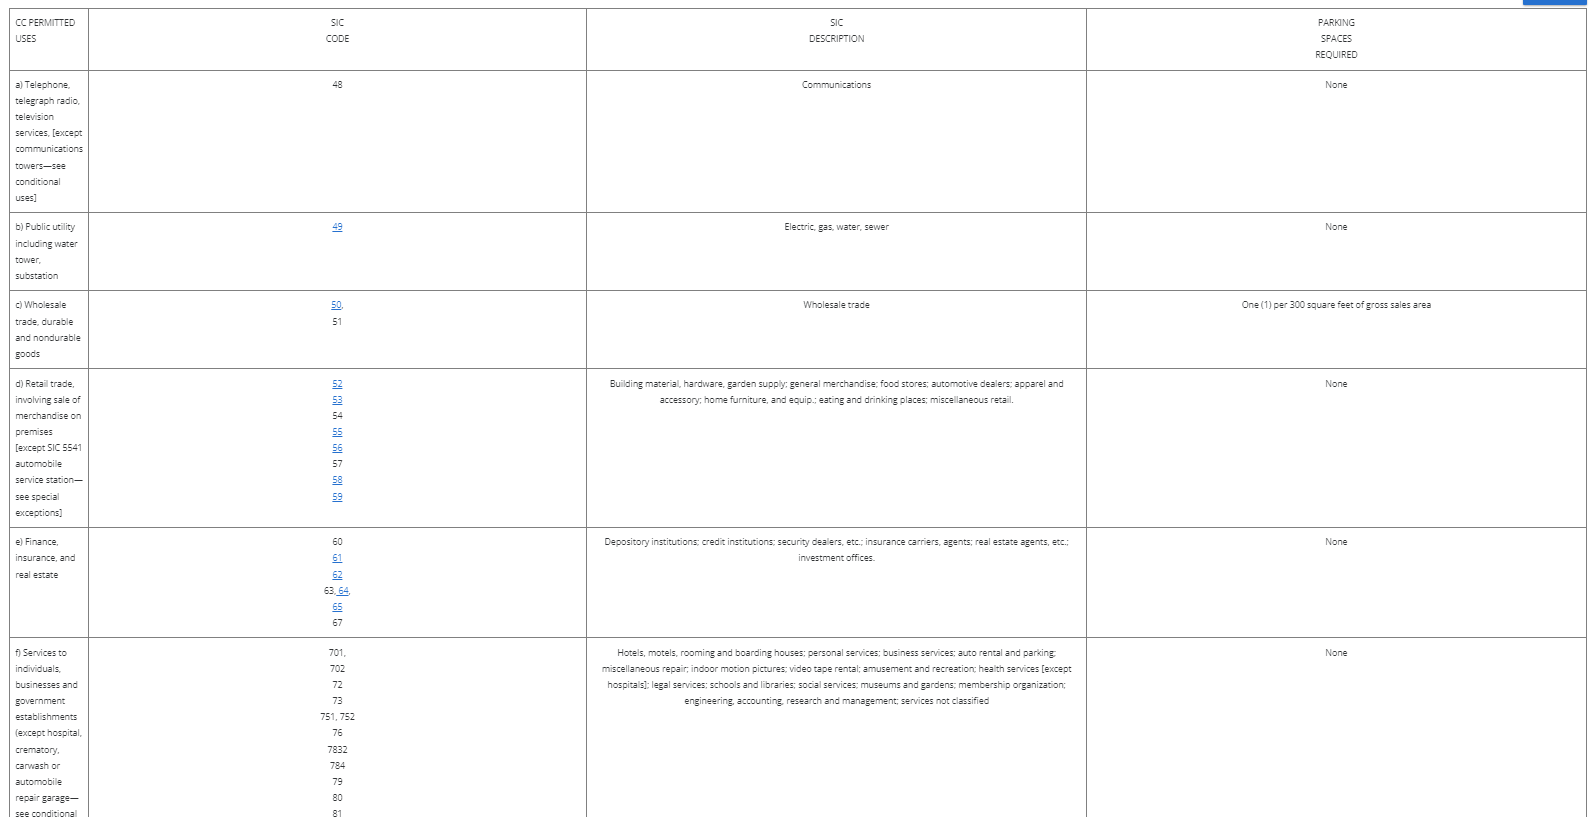 CC PERMITTED
USES
SIC
CODE
SIC
DESCRIPTION
PARKING
SPACES
REQUIRED
a) Telephone,
telegraph radio,
television
services, [except
communications
towers—see
conditional
uses]
48
Communications
None
b) Public utility
including water
tower,
substation
49
Electric, gas, water, sewer
None
c) Wholesale
trade, durable
and nondurable
goods
50,
51
Wholesale trade
One (1) per 300 square feet of gross sales area
d) Retail trade,
involving sale of
merchandise on
premises
[except SIC 5541
automobile
service station—
see special
exceptions]
52
53
54
55
56
57
58
59
Building material, hardware, garden supply; general merchandise; food stores; automotive dealers; apparel and
accessory; home furniture, and equip.; eating and drinking places; miscellaneous retail.
None
e) Finance,
insurance, and
real estate
60
61
62
63, 64,
65
67
Depository institutions; credit institutions; security dealers, etc.; insurance carriers, agents; real estate agents, etc.;
investment offices.
None
f) Services to
individuals,
businesses and
government
establishments
(except hospital,
crematory,
carwash or
automobile
repair garage—
see conditional
701,
702
72
73
751, 752
76
7832
784
79
80
81
Hotels, motels, rooming and boarding houses; personal services; business services; auto rental and parking;
miscellaneous repair; indoor motion pictures; video tape rental; amusement and recreation; health services [except
hospitals]; legal services; schools and libraries; social services; museums and gardens; membership organization;
engineering, accounting, research and management; services not classified
None